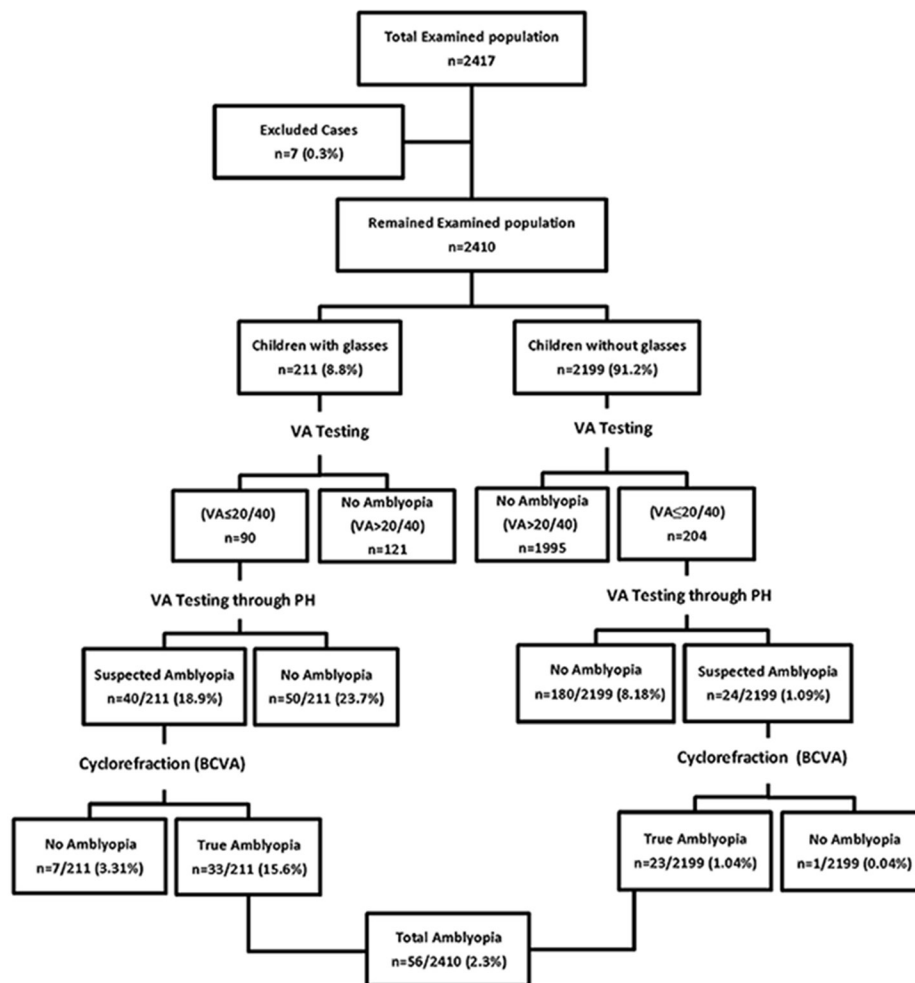 Total Examined population
n=2417
Excluded Cases
n=7 (0.3%)
Remained Examined population
n=2410
Children with glasses
n=211 (8.8%)
Children without glasses
n=2199 (91.2%)
VA Testing
VA Testing
(VA≤20/40)
n=90
No Amblyopia
(VA>20/40)
n=121
No Amblyopia
(VA>20/40)
n=1995
(VA≤20/40)
n=204
VA Testing through PH
VA Testing through PH
Suspected Amblyopia
n=40/211 (18.9%)
No Amblyopia
n=50/211 (23.7%)
No Amblyopia
n=180/2199 (8.18%)
Suspected Amblyopia
n=24/2199 (1.09%)
Cyclorefraction (BCVA)
Cyclorefraction (BCVA)
No Amblyopia
n=7/211 (3.31%)
True Amblyopia
n=33/211 (15.6%)
True Amblyopia
n=23/2199 (1.04%)
No Amblyopia
n=1/2199 (0.04%)
Total Amblyopia
n=56/2410 (2.3%)